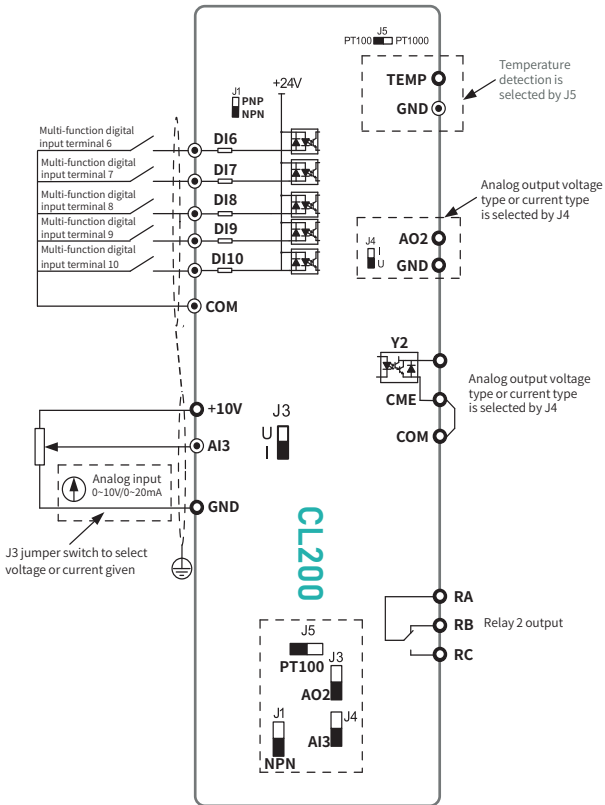 J5
PT100 PT1000
TEMP
GND
Temperature
detection is
selected by J5
+24V
J1
PNP
NPN
Multi-function digital
input terminal 6
DI6
Multi-function digital
input terminal 7
DI7
Multi-function digital
input terminal 8
DI8
Multi-function digital
input terminal 9
DI9
Multi-function digital
input terminal 10
DI10
COM
Analog output voltage
type or current type
is selected by J4
J4
I
U
AO2
GND
Y2
CME
COM
Analog output voltage
type or current type
is selected by J4
+10V
J3
U
I
AI3
Analog input
0~10V/0~20mA
GND
J3 jumper switch to select
voltage or current given
CL200
RA
RB
Relay 2 output
RC
J5
PT100
J3
AO2
J1
J4
AI3
NPN